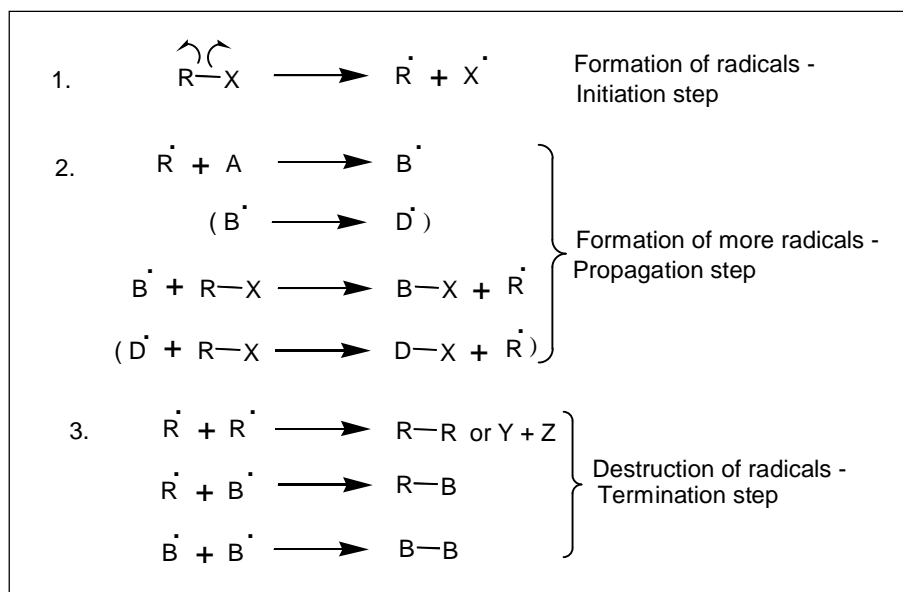 1. R—X ⟶ R˙ + X˙ Formation of radicals -
Initiation step
2. R˙ + A ⟶ B˙
( B˙ ⟶ D˙ )
Formation of more radicals -
Propagation step
B˙ + R—X ⟶ B—X + R˙
( D˙ + R—X ⟶ D—X + R˙ )
3. R˙ + R˙ ⟶ R—R or Y + Z
R˙ + B˙ ⟶ R—B
Destruction of radicals -
Termination step
B˙ + B˙ ⟶ B—B